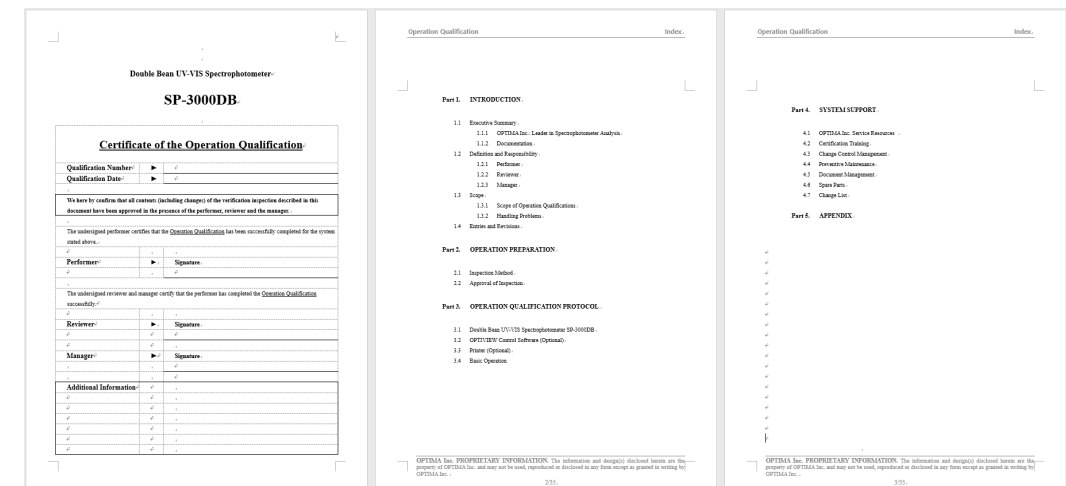 Double Bean UV-VIS Spectrophotometer
SP-3000DB
Certificate of the Operation Qualification
Qualification Number ►
Qualification Date ►
We here by confirm that all contents (including changes) of the verification inspection described in this
document have been approved in the presence of the performer, reviewer and the manager.
The undersigned performer certifies that the Operation Qualification has been successfully completed for the system
stated above.
Performer ► Signature
The undersigned reviewer and manager certify that the performer has completed the Operation Qualification
successfully.
Reviewer ► Signature
Manager ► Signature
Additional Information
Operation Qualification Index.
Part 1. INTRODUCTION
1.1 Executive Summary
1.1.1 OPTIMA Inc.: Leader in Spectrophotometer Analysis
1.1.2 Documentation
1.2 Definition and Responsibility
1.2.1 Performer
1.2.2 Reviewer
1.2.3 Manager
1.3 Scope
1.3.1 Scope of Operation Qualifications
1.3.2 Handling Problems
1.4 Entries and Revisions
Part 2. OPERATION PREPARATION
2.1 Inspection Method
2.2 Approval of Inspection
Part 3. OPERATION QUALIFICATION PROTOCOL
3.1 Double Bean UV-VIS Spectrophotometer SP-3000DB
3.2 OPTIVIEW Control Software (Optional)
3.3 Printer (Optional)
3.4 Basic Operation
OPTIMA Inc. PROPRIETARY INFORMATION. The information and design(s) disclosed herein are the
property of OPTIMA Inc. and may not be used, reproduced or disclosed in any form except as granted in writing by
OPTIMA Inc.
2/35
Operation Qualification Index.
Part 4. SYSTEM SUPPORT
4.1 OPTIMA Inc. Service Resources
4.2 Certification Training
4.3 Change Control Management
4.4 Preventive Maintenance
4.5 Document Management
4.6 Spare Parts
4.7 Change List
Part 5. APPENDIX
OPTIMA Inc. PROPRIETARY INFORMATION. The information and design(s) disclosed herein are the
property of OPTIMA Inc. and may not be used, reproduced or disclosed in any form except as granted in writing by
OPTIMA Inc.
3/35